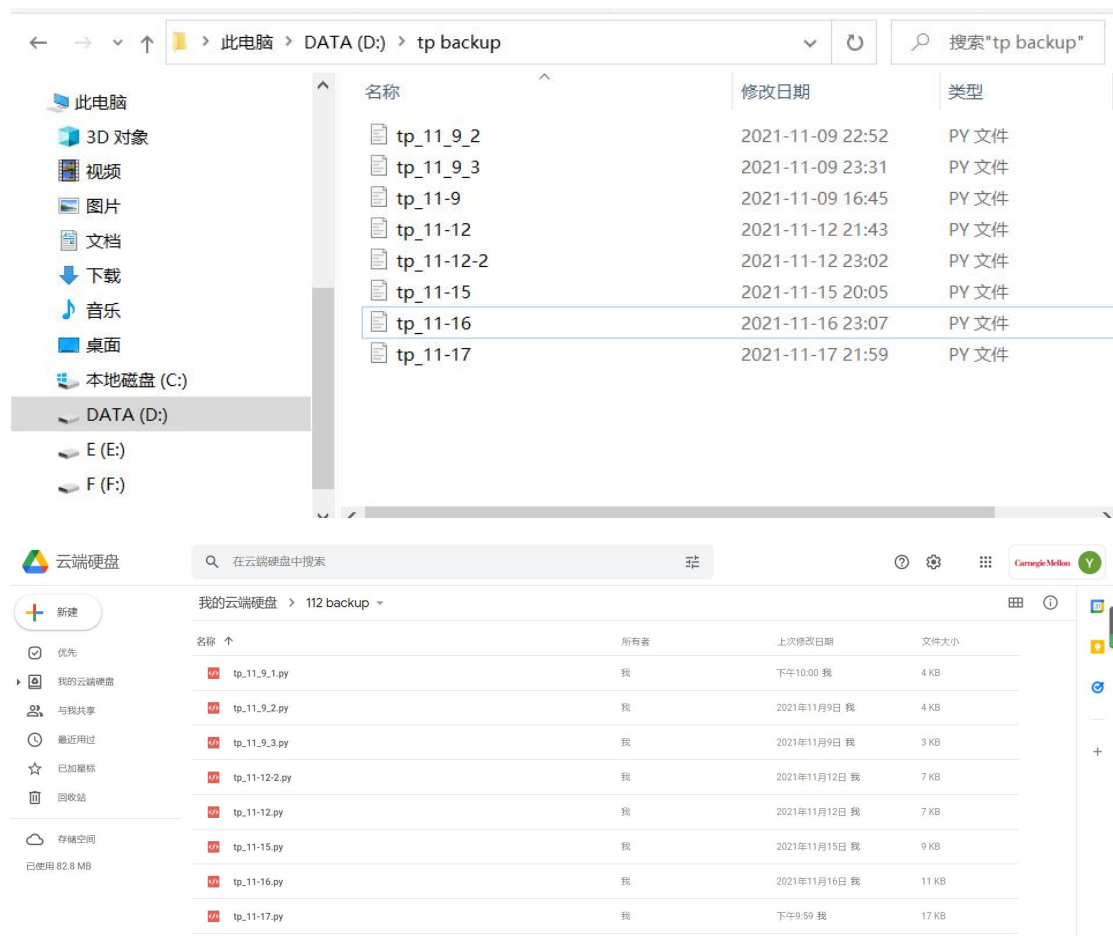 此电脑 > DATA (D:) > tp backup
搜索"tp backup"
名称 修改日期 类型
此电脑
3D 对象
视频
图片
文档
下载
音乐
桌面
本地磁盘 (C:)
DATA (D:)
E (E:)
F (F:)
tp_11_9_2 2021-11-09 22:52 PY 文件
tp_11_9_3 2021-11-09 23:31 PY 文件
tp_11-9 2021-11-09 16:45 PY 文件
tp_11-12 2021-11-12 21:43 PY 文件
tp_11-12-2 2021-11-12 23:02 PY 文件
tp_11-15 2021-11-15 20:05 PY 文件
tp_11-16 2021-11-16 23:07 PY 文件
tp_11-17 2021-11-17 21:59 PY 文件
云端硬盘
在云端硬盘中搜索
Carnegie Mellon
Y
新建
优先
我的云端硬盘
与我共享
最近用过
已加星标
回收站
存储空间
已使用 82.8 MB
我的云端硬盘 > 112 backup
名称 所有者 上次修改日期 文件大小
tp_11_9_1.py 我 下午10:00 我 4 KB
tp_11_9_2.py 我 2021年11月9日 我 4 KB
tp_11_9_3.py 我 2021年11月9日 我 3 KB
tp_11-12-2.py 我 2021年11月12日 我 7 KB
tp_11-12.py 我 2021年11月12日 我 7 KB
tp_11-15.py 我 2021年11月15日 我 9 KB
tp_11-16.py 我 2021年11月16日 我 11 KB
tp_11-17.py 我 下午9:59 我 17 KB